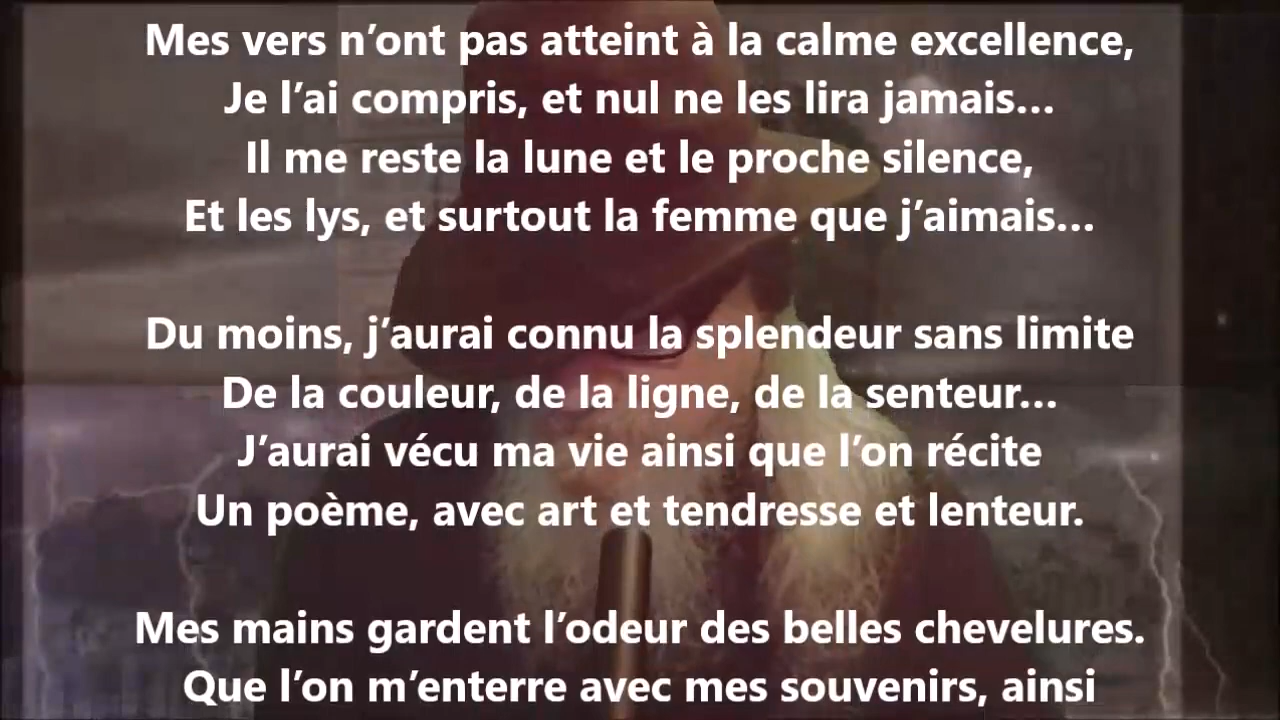 Mes vers n’ont pas atteint à la calme excellence,
Je l’ai compris, et nul ne les lira jamais…
Il me reste la lune et le proche silence,
Et les lys, et surtout la femme que j’aimais…
Du moins, j’aurai connu la splendeur sans limite
De la couleur, de la ligne, de la senteur…
J’aurai vécu ma vie ainsi que l’on récite
Un poème, avec art et tendresse et lenteur.
Mes mains gardent l’odeur des belles chevelures.
Que l’on m’enterre avec mes souvenirs, ainsi